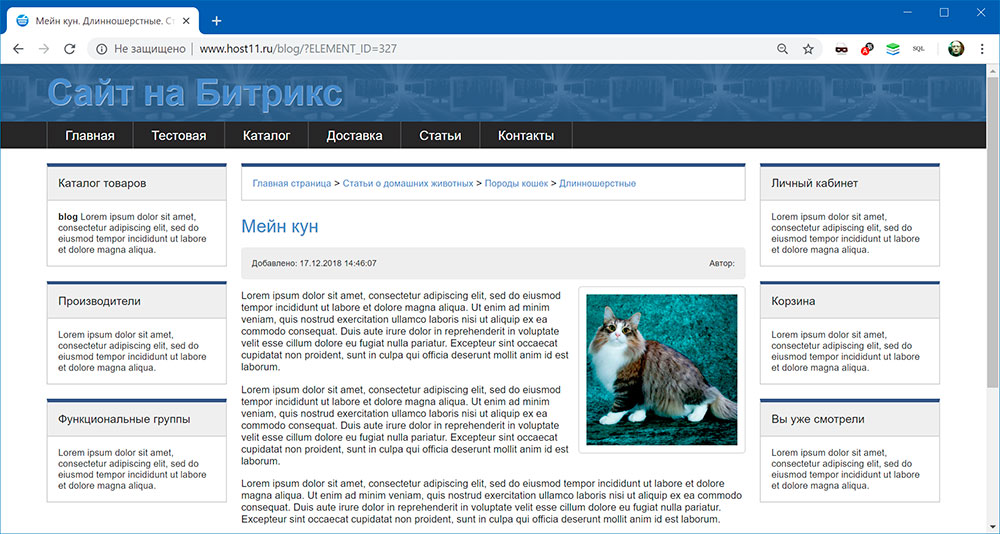 Мейн кун. Длинношерстные. С
Не защищено | www.host11.ru/blog/?ELEMENT_ID=327
SQL
Сайт на Битрикс
Главная Тестовая Каталог Доставка Статьи Контакты
Каталог товаров
blog Lorem ipsum dolor sit amet,
consectetur adipiscing elit, sed do
eiusmod tempor incididunt ut labore
et dolore magna aliqua.
Производители
Lorem ipsum dolor sit amet,
consectetur adipiscing elit, sed do
eiusmod tempor incididunt ut labore
et dolore magna aliqua.
Функциональные группы
Lorem ipsum dolor sit amet,
consectetur adipiscing elit, sed do
eiusmod tempor incididunt ut labore
et dolore magna aliqua.
Главная страница > Статьи о домашних животных > Породы кошек > Длинношерстные
Мейн кун
Добавлено: 17.12.2018 14:46:07 Автор:
Lorem ipsum dolor sit amet, consectetur adipiscing elit, sed do eiusmod
tempor incididunt ut labore et dolore magna aliqua. Ut enim ad minim
veniam, quis nostrud exercitation ullamco laboris nisi ut aliquip ex ea
commodo consequat. Duis aute irure dolor in reprehenderit in voluptate
velit esse cillum dolore eu fugiat nulla pariatur. Excepteur sint occaecat
cupidatat non proident, sunt in culpa qui officia deserunt mollit anim id est
laborum.
Lorem ipsum dolor sit amet, consectetur adipiscing elit, sed do eiusmod
tempor incididunt ut labore et dolore magna aliqua. Ut enim ad minim
veniam, quis nostrud exercitation ullamco laboris nisi ut aliquip ex ea
commodo consequat. Duis aute irure dolor in reprehenderit in voluptate
velit esse cillum dolore eu fugiat nulla pariatur. Excepteur sint occaecat
cupidatat non proident, sunt in culpa qui officia deserunt mollit anim id est
laborum.
Lorem ipsum dolor sit amet, consectetur adipiscing elit, sed do eiusmod tempor incididunt ut labore et dolore
magna aliqua. Ut enim ad minim veniam, quis nostrud exercitation ullamco laboris nisi ut aliquip ex ea commodo
consequat. Duis aute irure dolor in reprehenderit in voluptate velit esse cillum dolore eu fugiat nulla pariatur.
Excepteur sint occaecat cupidatat non proident, sunt in culpa qui officia deserunt mollit anim id est laborum.
Личный кабинет
Lorem ipsum dolor sit amet,
consectetur adipiscing elit, sed do
eiusmod tempor incididunt ut labore
et dolore magna aliqua.
Корзина
Lorem ipsum dolor sit amet,
consectetur adipiscing elit, sed do
eiusmod tempor incididunt ut labore
et dolore magna aliqua.
Вы уже смотрели
Lorem ipsum dolor sit amet,
consectetur adipiscing elit, sed do
eiusmod tempor incididunt ut labore
et dolore magna aliqua.